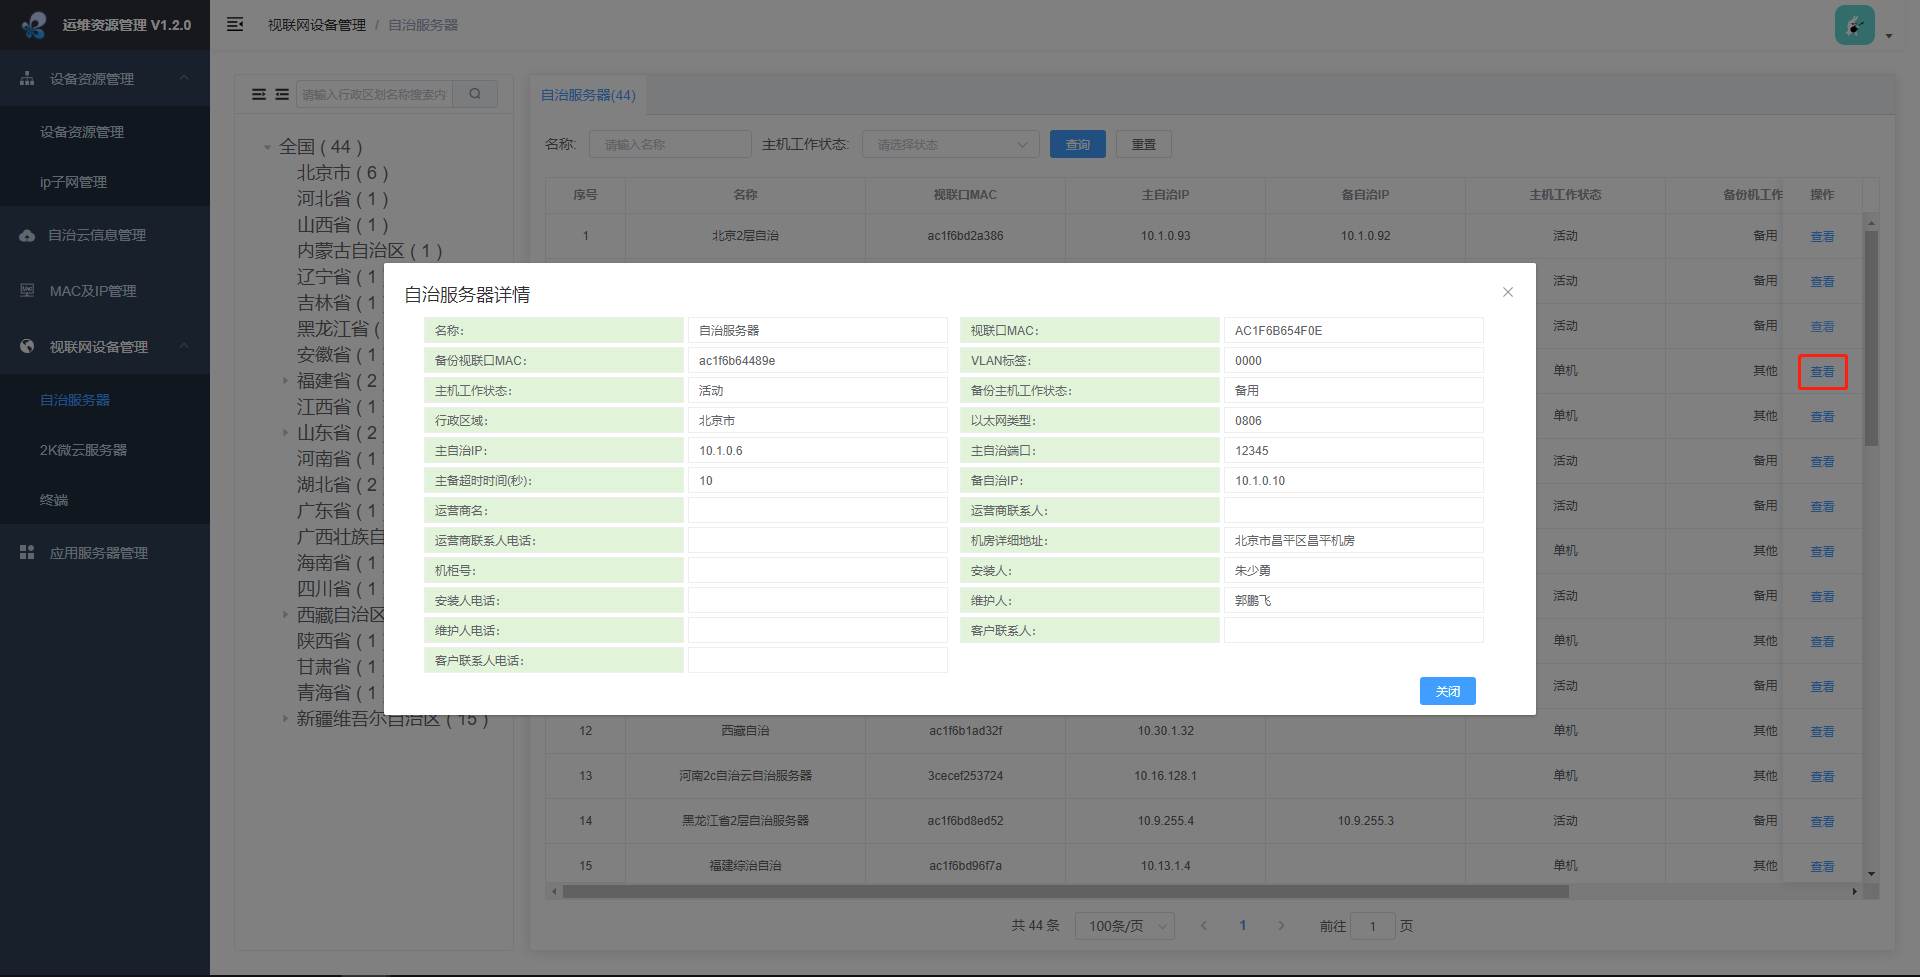 运维资源管理 V1.2.0
视联网设备管理 / 自治服务器
设备资源管理
设备资源管理
ip子网管理
自治云信息管理
MAC及IP管理
视联网设备管理
自治服务器
2K微云服务器
终端
应用服务器管理
请输入行政区划名称搜索内
全国 ( 44 )
北京市 ( 6 )
河北省 ( 1 )
山西省 ( 1 )
内蒙古自治区 ( 1 )
辽宁省 ( 1
吉林省 ( 1
黑龙江省 (
安徽省 ( 1
福建省 ( 2
江西省 ( 1
山东省 ( 2
河南省 ( 1
湖北省 ( 2
广东省 ( 1
广西壮族自
海南省 ( 1
四川省 ( 1
西藏自治区
陕西省 ( 1
甘肃省 ( 1
青海省 ( 1
新疆维吾尔自治区 ( 15 )
自治服务器(44)
名称: 请输入名称 主机工作状态: 请选择状态 查询 重置
序号 名称 视联口MAC 主自治IP 备自治IP 主机工作状态 备份机工作 操作
1 北京2层自治 ac1f6bd2a386 10.1.0.93 10.1.0.92 活动 备用 查看
活动 备用 查看
活动 备用 查看
单机 其他 查看
单机 其他 查看
活动 备用 查看
活动 备用 查看
单机 其他 查看
活动 备用 查看
单机 其他 查看
活动 备用 查看
自治服务器详情
名称: 自治服务器 视联口MAC: AC1F6B654F0E
备份视联口MAC: ac1f6b64489e VLAN标签: 0000
主机工作状态: 活动 备份主机工作状态: 备用
行政区域: 北京市 以太网类型: 0806
主自治IP: 10.1.0.6 主自治端口: 12345
主备超时时间(秒): 10 备自治IP: 10.1.0.10
运营商名: 运营商联系人:
运营商联系人电话: 机房详细地址: 北京市昌平区昌平机房
机柜号: 安装人: 朱少勇
安装人电话: 维护人: 郭鹏飞
维护人电话: 客户联系人:
客户联系人电话:
关闭
12 西藏自治 ac1f6b1ad32f 10.30.1.32 单机 其他 查看
13 河南2c自治云自治服务器 3cecef253724 10.16.128.1 单机 其他 查看
14 黑龙江省2层自治服务器 ac1f6bd8ed52 10.9.255.4 10.9.255.3 活动 备用 查看
15 福建综治自治 ac1f6bd96f7a 10.13.1.4 单机 其他 查看
共 44 条 100条/页 1 前往 1 页